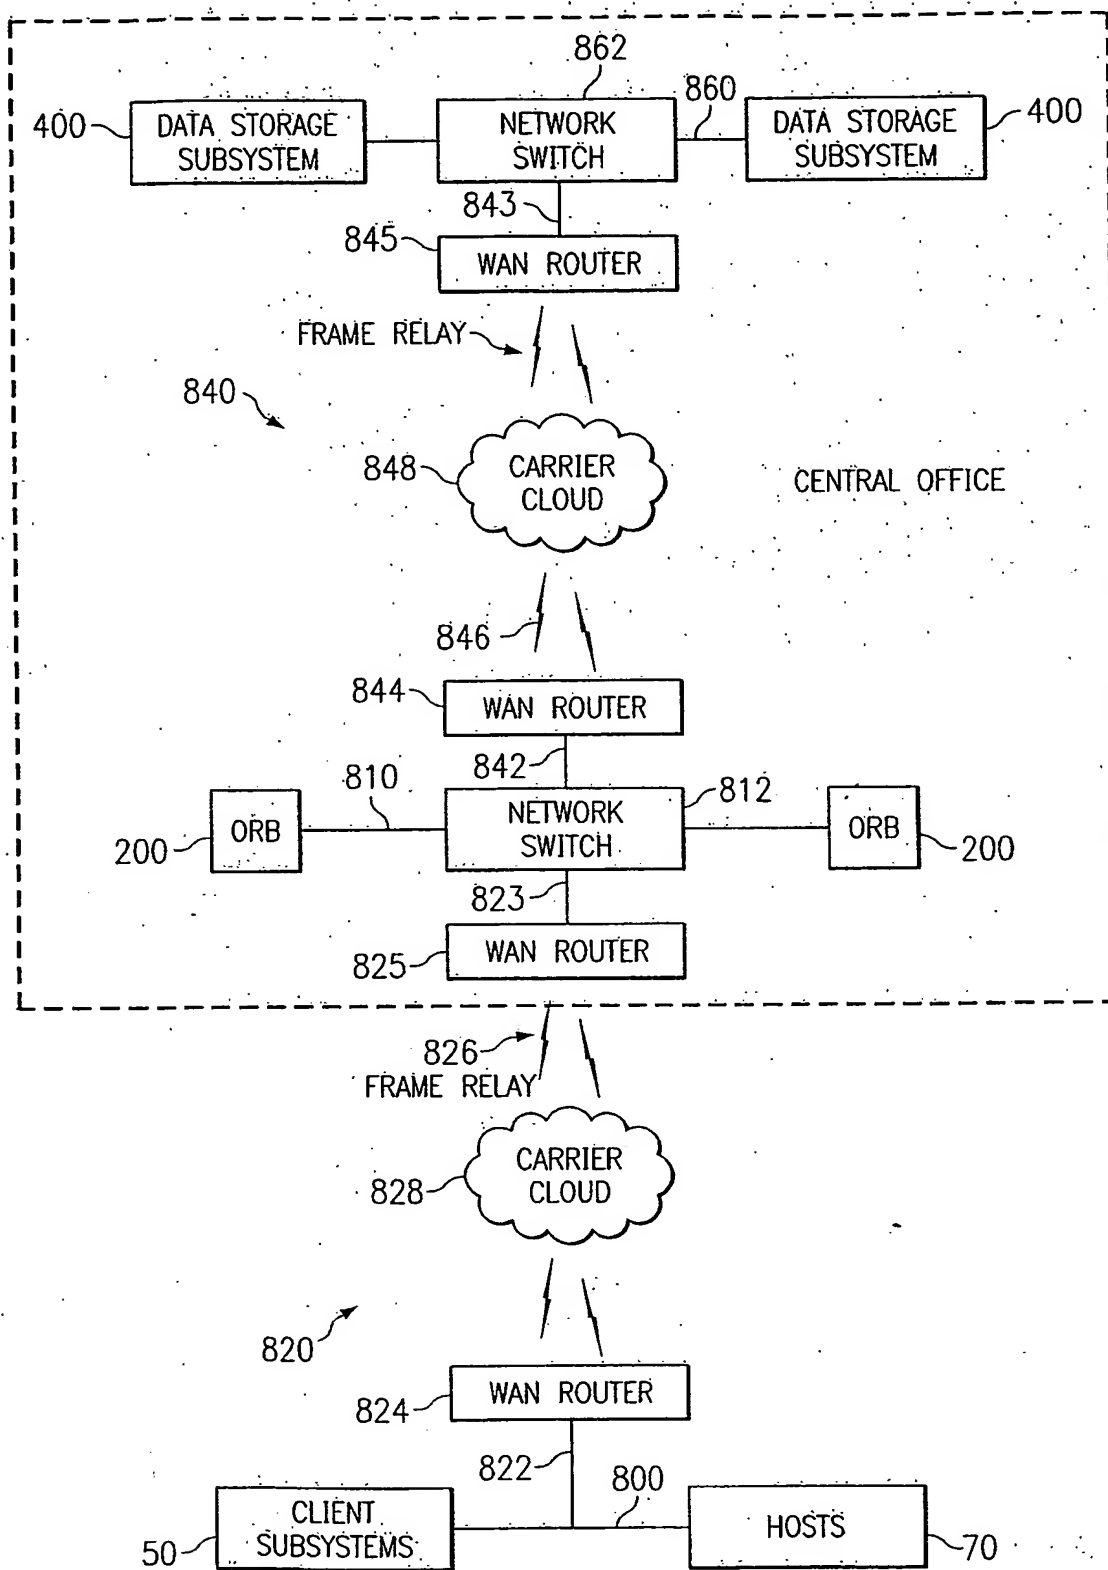 862
860
400
DATA STORAGE
SUBSYSTEM
NETWORK
SWITCH
DATA STORAGE
SUBSYSTEM
400
843
845
WAN ROUTER
FRAME RELAY
840
848
CARRIER
CLOUD
CENTRAL OFFICE
846
844
WAN ROUTER
842
810
812
200
ORB
NETWORK
SWITCH
ORB
200
823
825
WAN ROUTER
826
FRAME RELAY
828
CARRIER
CLOUD
820
824
WAN ROUTER
822
800
50
CLIENT
SUBSYSTEMS
HOSTS
70